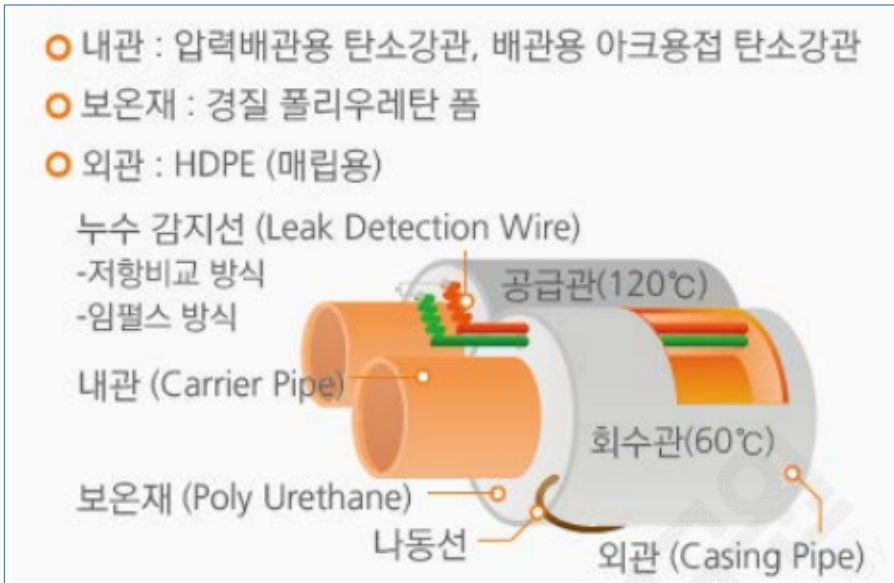 내관 : 압력배관용 탄소강관, 배관용 아크용접 탄소강관
보온재 : 경질 폴리우레탄 폼
외관 : HDPE (매립용)
누수 감지선 (Leak Detection Wire)
-저항비교 방식
-임펄스 방식
공급관(120℃)
내관 (Carrier Pipe)
회수관(60℃)
보온재 (Poly Urethane)
나동선
외관 (Casing Pipe)